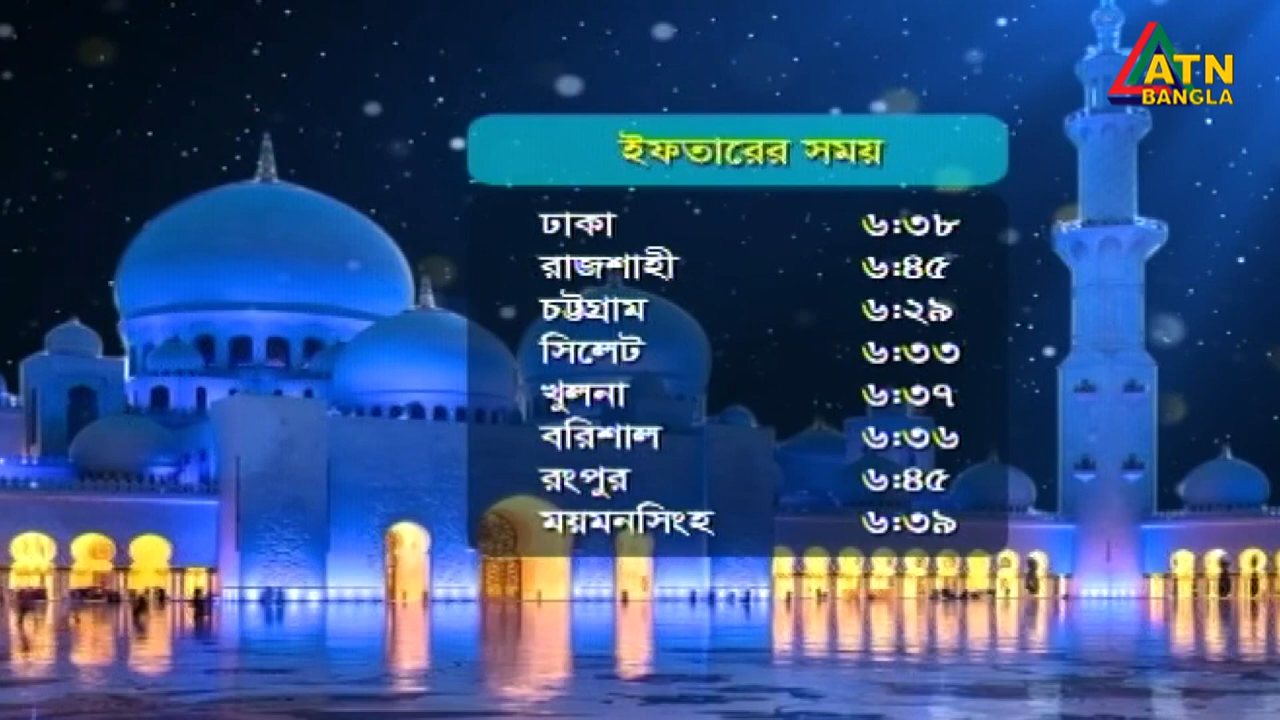 ATN
BANGLA
ইফতারের সময়
ঢাকা ৬:৩৮
রাজশাহী ৬:৪৫
চট্টগ্রাম ৬:২৯
সিলেট ৬:৩৩
খুলনা ৬:৩৭
বরিশাল ৬:৩৬
রংপুর ৬:৪৫
ময়মনসিংহ ৬:৩৯